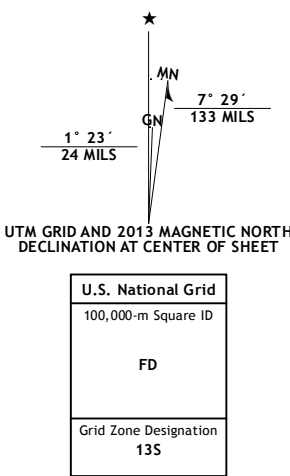 ★
MN
7° 29´
133 MILS
GN
1° 23´
24 MILS
UTM GRID AND 2013 MAGNETIC NORTH
DECLINATION AT CENTER OF SHEET
U.S. National Grid
100,000-m Square ID
FD
Grid Zone Designation
13S